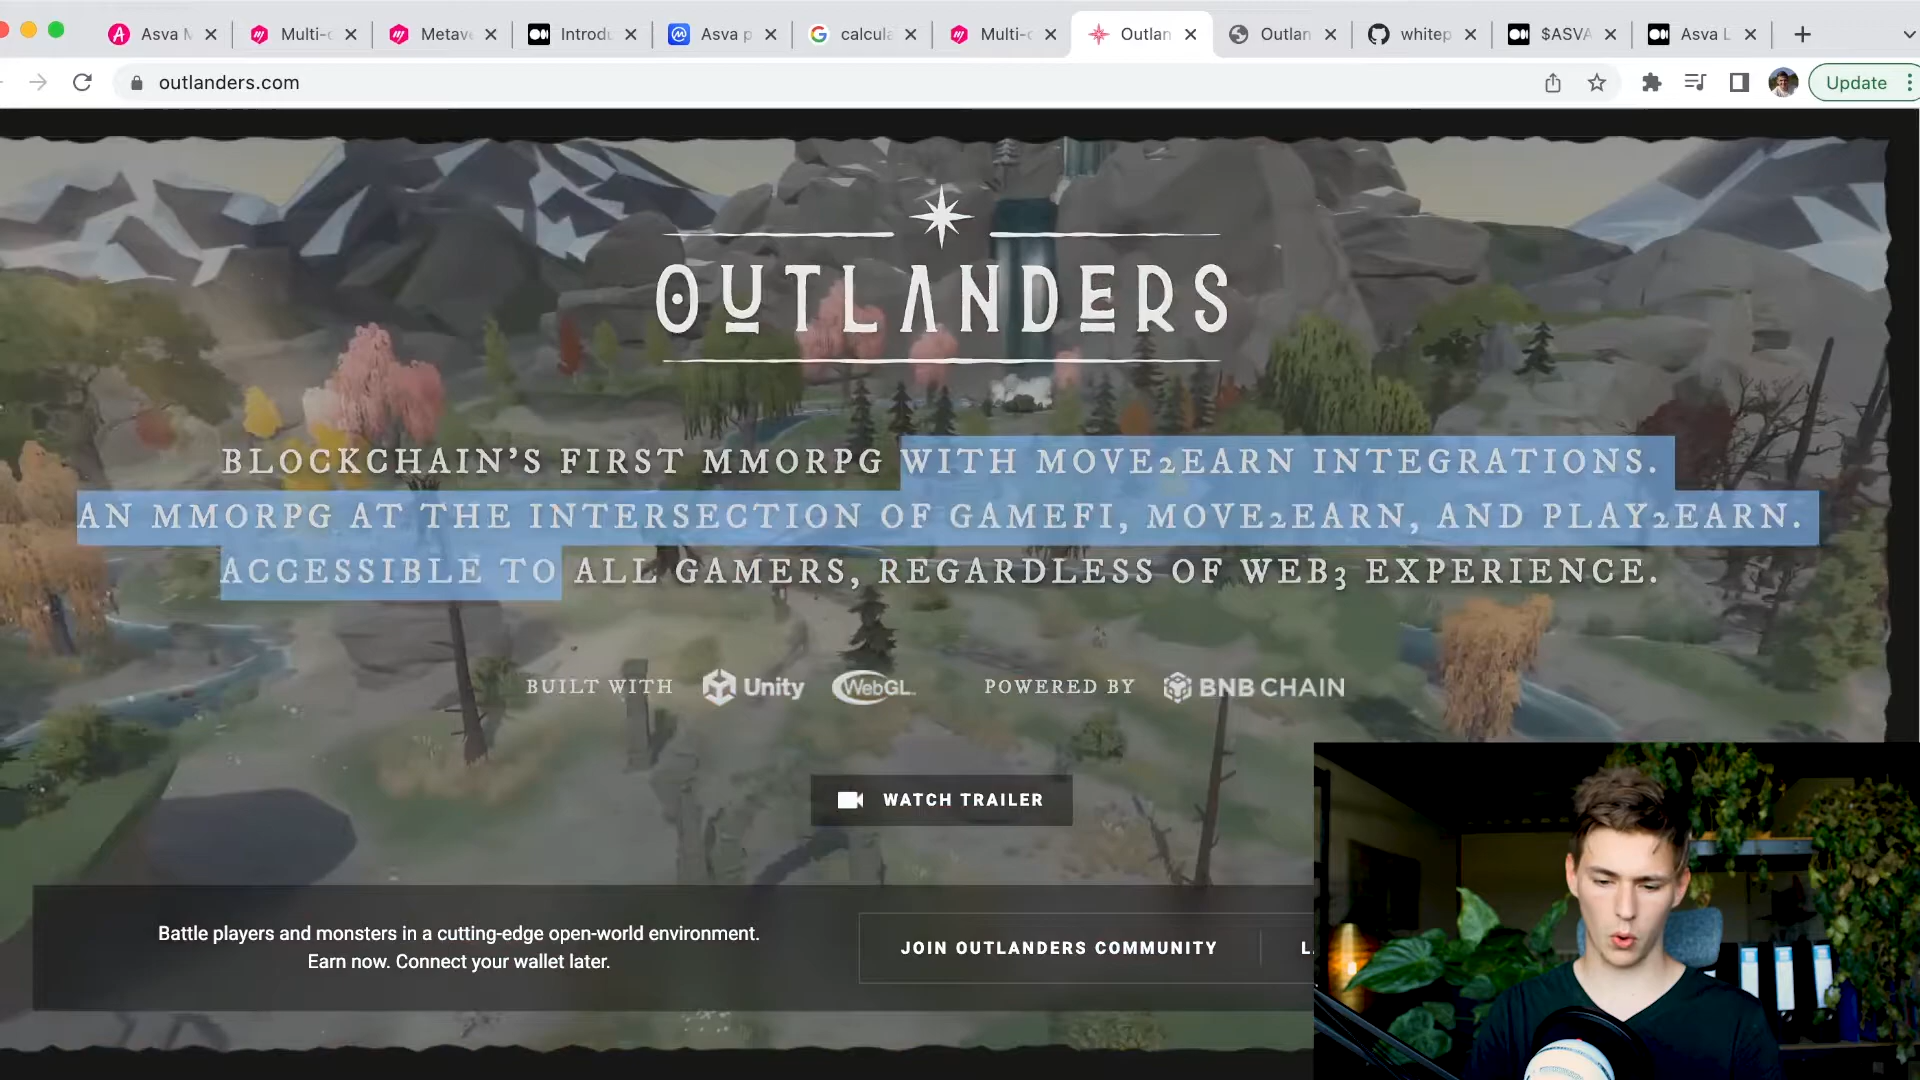 Asva M
Multi-c
Metave
Introdu
Asva p
calcula
Multi-c
Outlan
Outlan
whitep
$ASVA
Asva L
outlanders.com
Update
OUTLANDERS
BLOCKCHAIN'S FIRST MMORPG WITH MOVE2EARN INTEGRATIONS.
AN MMORPG AT THE INTERSECTION OF GAMEFI, MOVE2EARN, AND PLAY2EARN.
ACCESSIBLE TO ALL GAMERS, REGARDLESS OF WEB3 EXPERIENCE.
BUILT WITH Unity WebGL POWERED BY BNB CHAIN
WATCH TRAILER
Battle players and monsters in a cutting-edge open-world environment.
Earn now. Connect your wallet later.
JOIN OUTLANDERS COMMUNITY